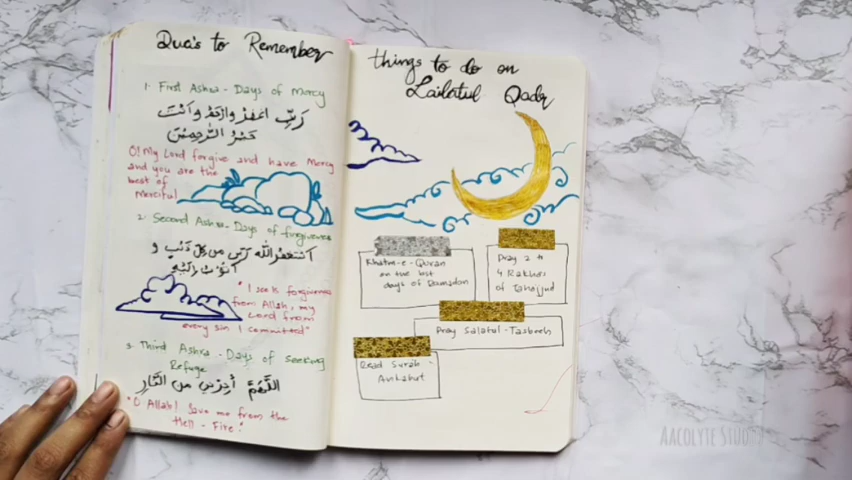 Dua's to Remember
1. First Ashra - Days of Mercy
رَبِّ اغْفِرْ وَارْحَمْ وَأَنْتَ
خَيْرُ الرَّاحِمِيْنَ
O! My Lord forgive and have Mercy
and you are the
best of
Merciful
2. Second Ashra - Days of forgiveness
اَسْتَغْفِرُ اللهَ رَبِّي مِن كُلِّ ذَنْبٍ و
أَتُوبُ إِلَيْهِ
"I seek forgiveness
from Allah, my
Lord from
every sin I committed"
3. Third Ashra - Days of seeking
Refuge
اَللَّهُمَّ أَجِرْنِي مِنَ النَّارِ
"O Allah! Save me from the
Hell - Fire"
things to do on
Lailatul Qadr
Khatm-e-Quran
on the last
days of Ramadan
Pray 2 to
4 Rakhas
of Tahajjud
Pray Salatul-Tasbeeh
Read Surah
Ankabut
AACOLYTE STUDIO